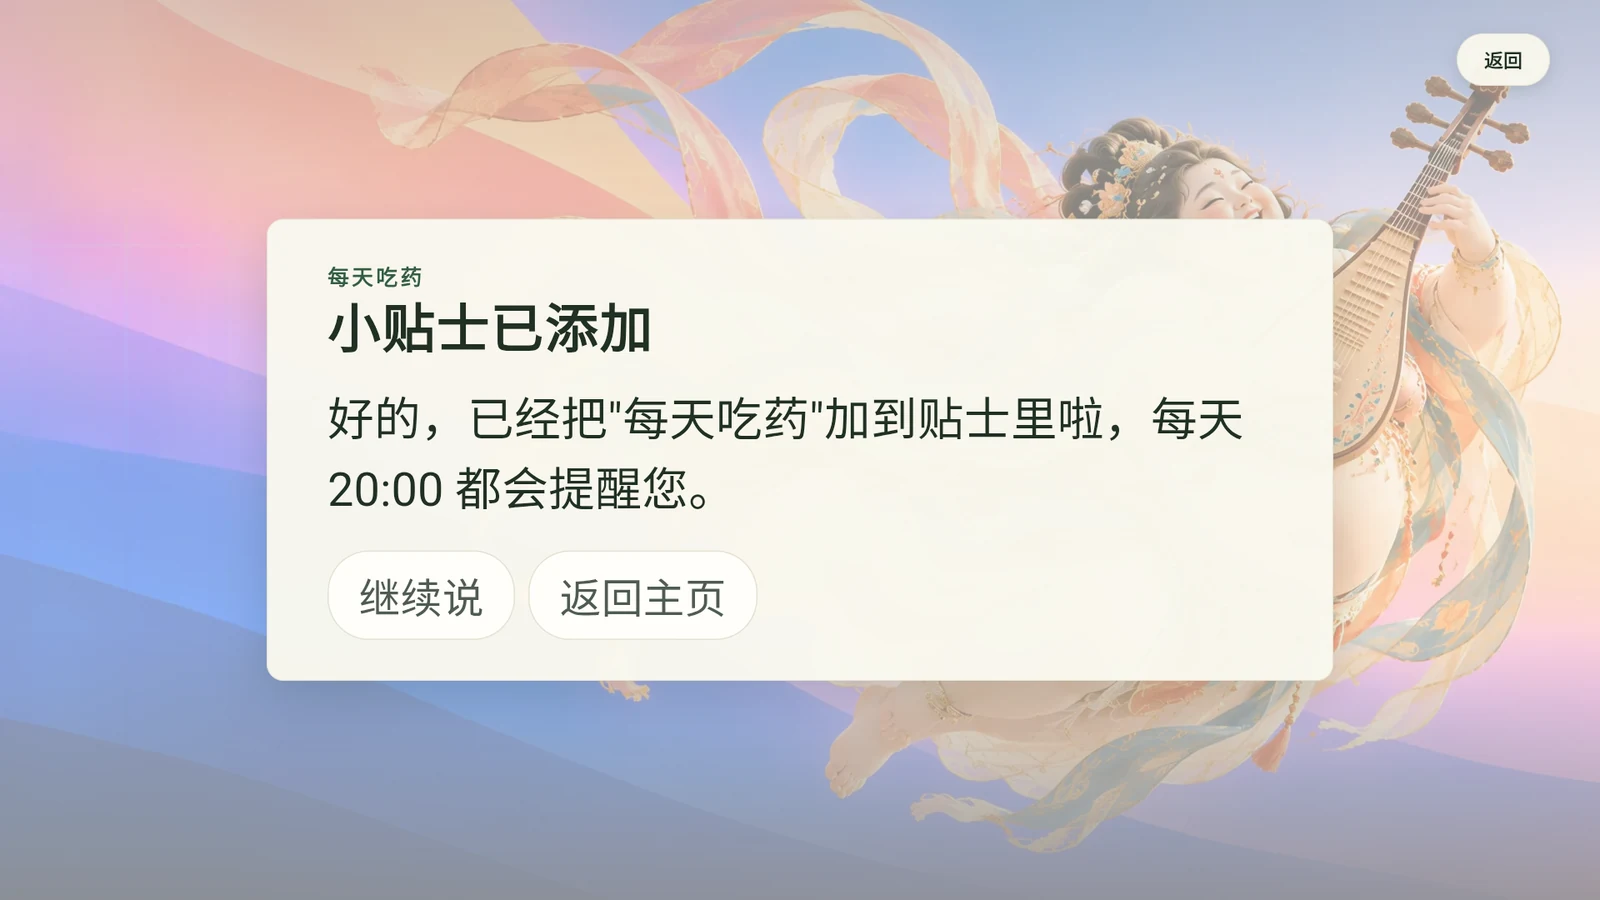 返回
每天吃药
小贴士已添加
好的，已经把"每天吃药"加到贴士里啦，每天
20:00 都会提醒您。
继续说
返回主页